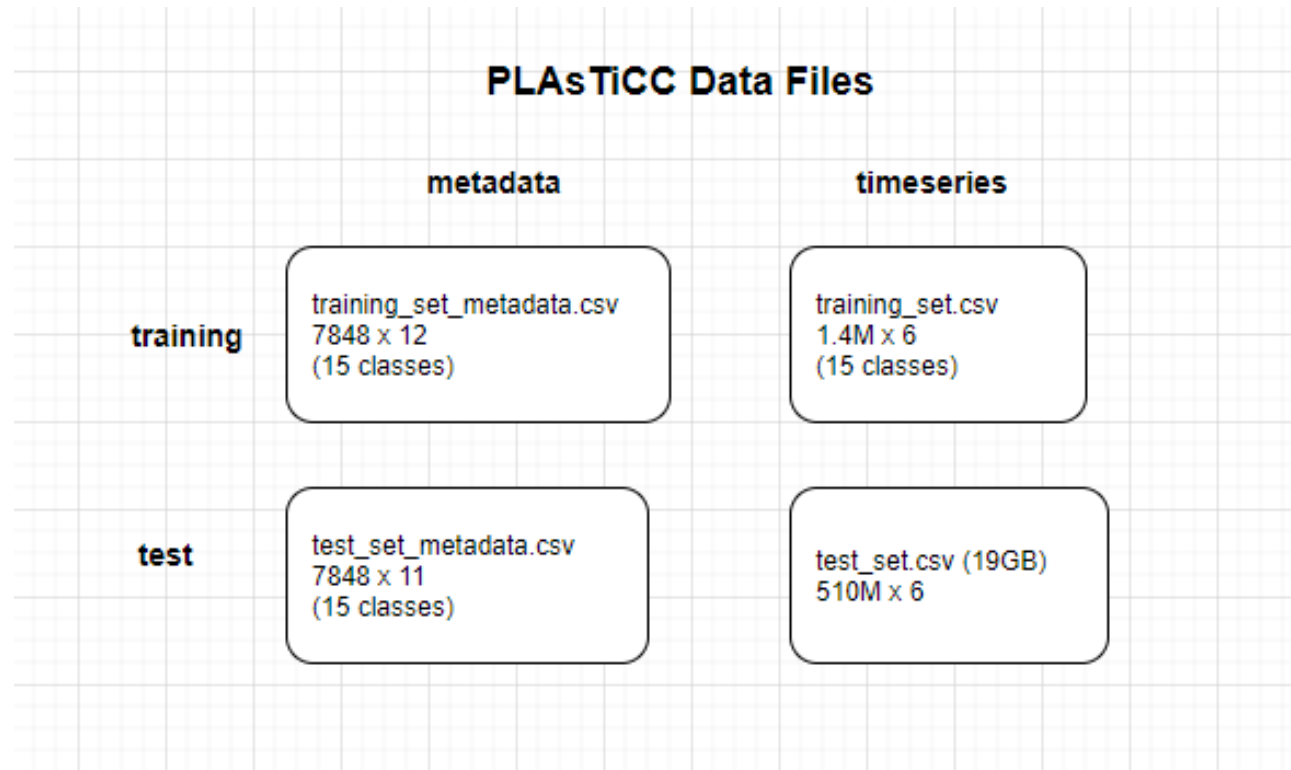 PLAsTiCC Data Files
metadata
timeseries
training
training_set_metadata.csv
7848 x 12
(15 classes)
training_set.csv
1.4M x 6
(15 classes)
test
test_set_metadata.csv
7848 x 11
(15 classes)
test_set.csv (19GB)
510M x 6